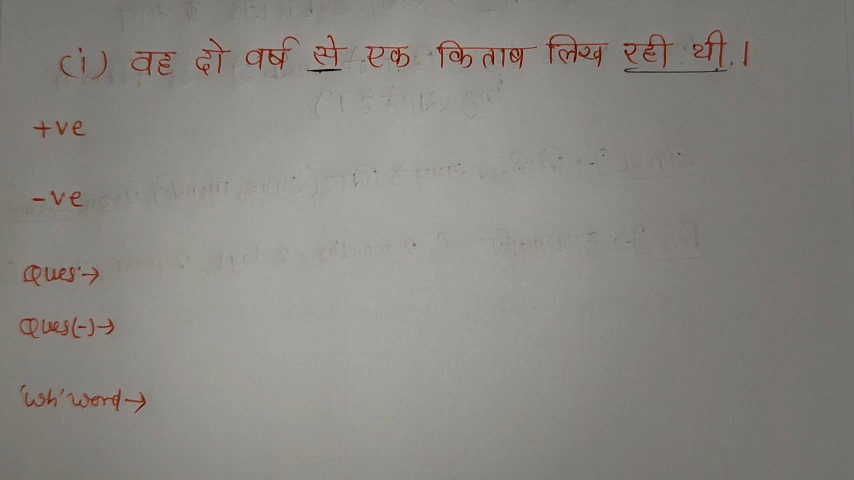 (i) वह दो वर्ष से एक किताब लिख रही थी.।
+ve
-ve
Ques→
Ques(-)→
'Wh' word→